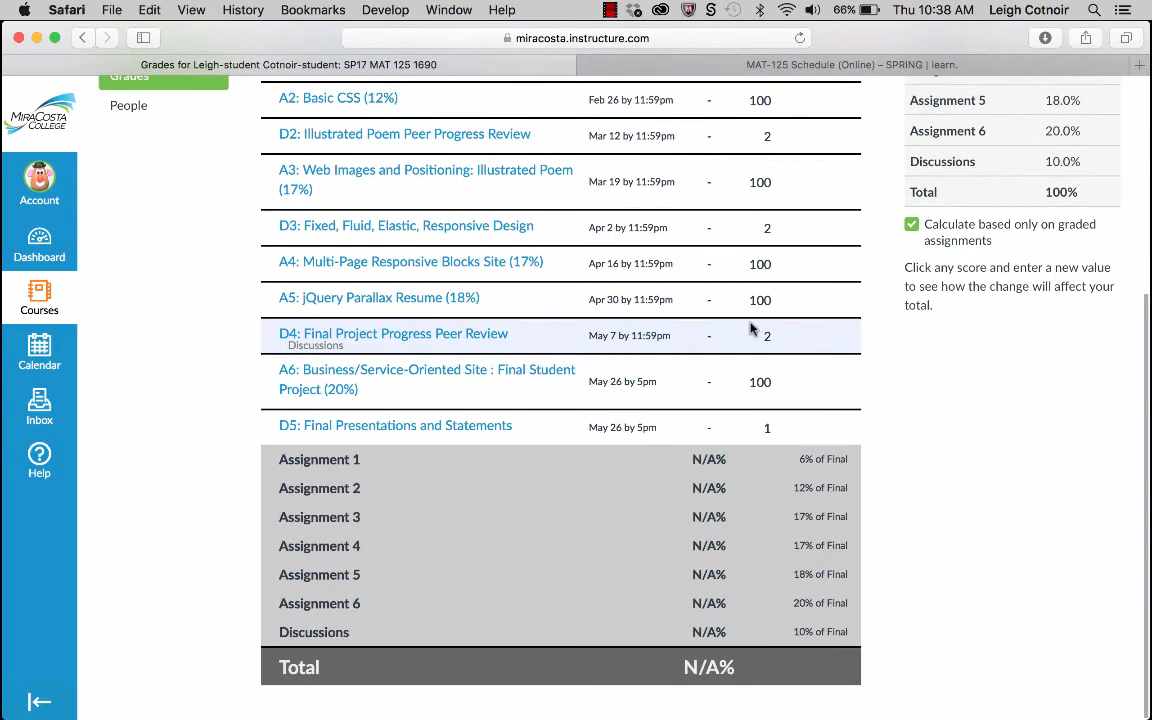 Safari File Edit View History Bookmarks Develop Window Help S 66% Thu 10:38 AM Leigh Cotnoir
miracosta.instructure.com
Grades for Leigh-student Cotnoir-student: SP17 MAT 125 1690
MAT-125 Schedule (Online) – SPRING | learn.
MIRACOSTA COLLEGE
Account
Dashboard
Courses
Calendar
Inbox
Help
Grades
People
A2: Basic CSS (12%) Feb 26 by 11:59pm - 100
D2: Illustrated Poem Peer Progress Review Mar 12 by 11:59pm - 2
A3: Web Images and Positioning: Illustrated Poem
(17%) Mar 19 by 11:59pm - 100
D3: Fixed, Fluid, Elastic, Responsive Design Apr 2 by 11:59pm - 2
A4: Multi-Page Responsive Blocks Site (17%) Apr 16 by 11:59pm - 100
A5: jQuery Parallax Resume (18%) Apr 30 by 11:59pm - 100
D4: Final Project Progress Peer Review May 7 by 11:59pm - 2
Discussions
A6: Business/Service-Oriented Site : Final Student
Project (20%) May 26 by 5pm - 100
D5: Final Presentations and Statements May 26 by 5pm - 1
Assignment 1 N/A% 6% of Final
Assignment 2 N/A% 12% of Final
Assignment 3 N/A% 17% of Final
Assignment 4 N/A% 17% of Final
Assignment 5 N/A% 18% of Final
Assignment 6 N/A% 20% of Final
Discussions N/A% 10% of Final
Total N/A%
Assignment 5 18.0%
Assignment 6 20.0%
Discussions 10.0%
Total 100%
Calculate based only on graded
assignments
Click any score and enter a new value
to see how the change will affect your
total.